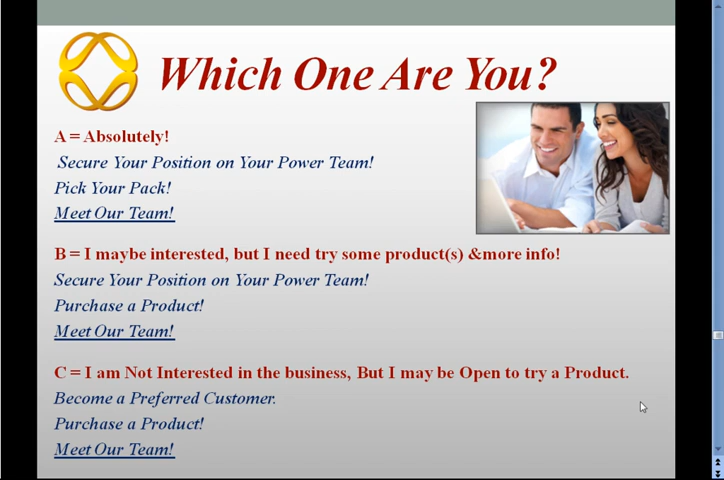 Which One Are You?
A = Absolutely!
Secure Your Position on Your Power Team!
Pick Your Pack!
Meet Our Team!
B = I maybe interested, but I need try some product(s) &more info!
Secure Your Position on Your Power Team!
Purchase a Product!
Meet Our Team!
C = I am Not Interested in the business, But I may be Open to try a Product.
Become a Preferred Customer.
Purchase a Product!
Meet Our Team!